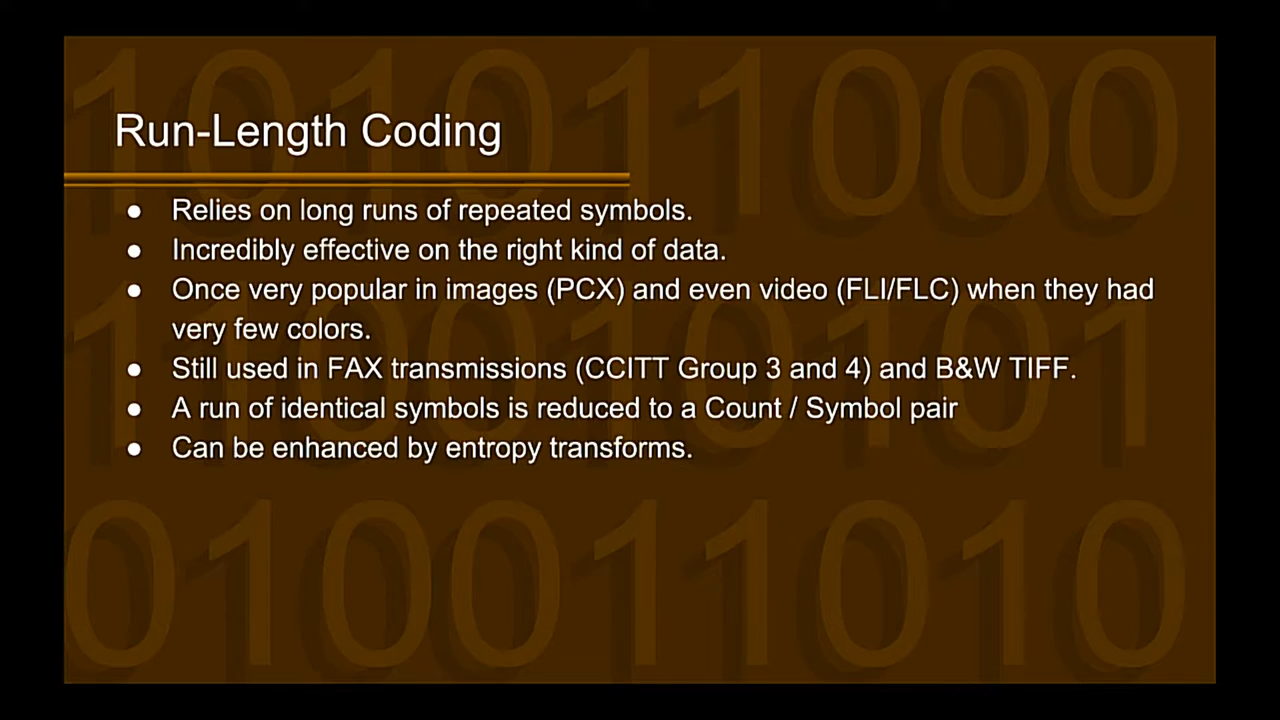 Run-Length Coding
● Relies on long runs of repeated symbols.
● Incredibly effective on the right kind of data.
● Once very popular in images (PCX) and even video (FLI/FLC) when they had
very few colors.
● Still used in FAX transmissions (CCITT Group 3 and 4) and B&W TIFF.
● A run of identical symbols is reduced to a Count / Symbol pair
● Can be enhanced by entropy transforms.
101011000
110010101
010011010